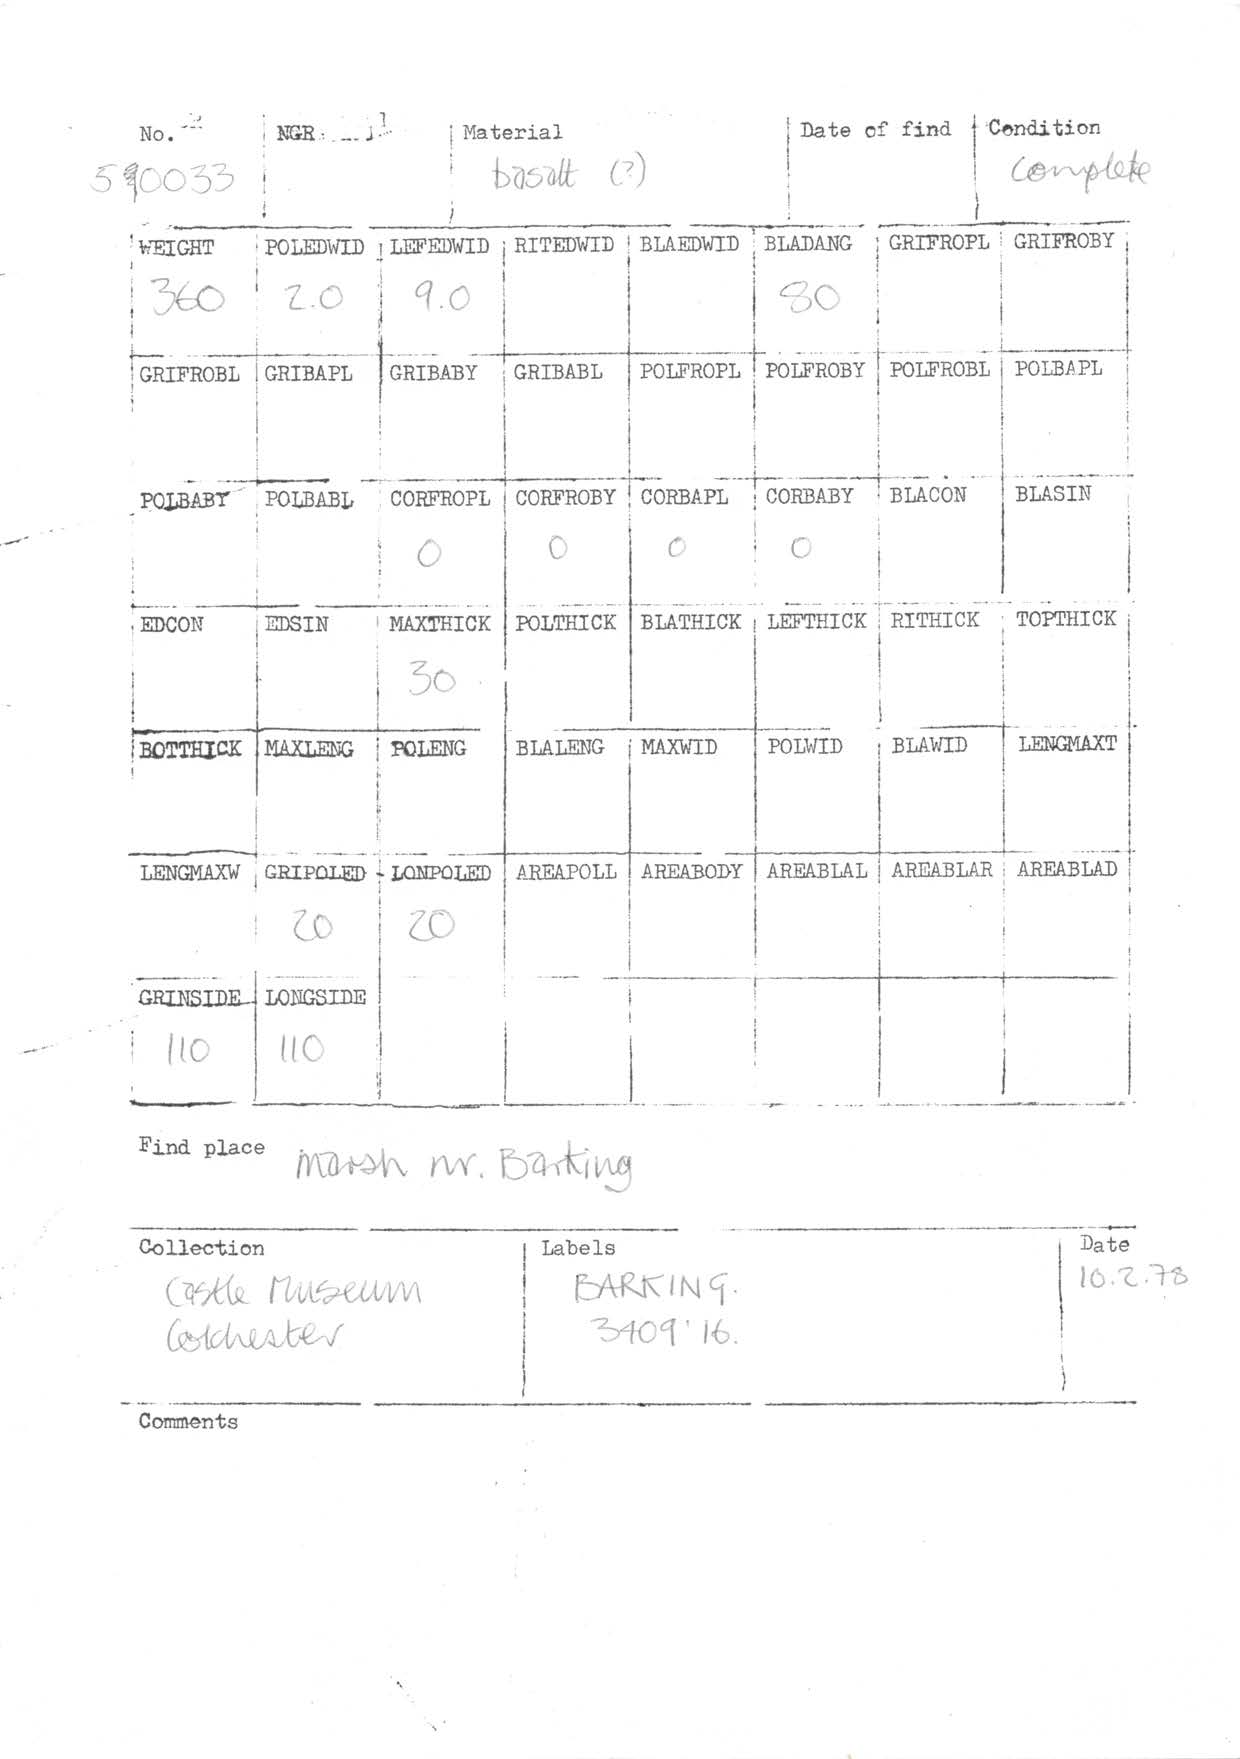 No. NGR Material Date of find Condition
590033 basalt (?) complete
WEIGHT POLEDWID LEFEDWID RITEDWID BLAEDWID BLADANG GRIFROPL GRIFROBY
360 2.0 9.0 80
GRIFROBL GRIBAPL GRIBABY GRIBABL POLFROPL POLFROBY POLFROBL POLBAPL
POLBABY POLBABL CORFROPL CORFROBY CORBAPL CORBABY BLACON BLASIN
0 0 0 0
EDCON EDSIN MAXTHICK POLTHICK BLATHICK LEFTHICK RITHICK TOPTHICK
30
BOTTHICK MAXLENG POLENG BLALENG MAXWID POLWID BLAWID LENGMAXT
LENGMAXW GRIPOLED LONPOLED AREAPOLL AREABODY AREABLAL AREABLAR AREABLAD
20 20
GRINSIDE LONGSIDE
110 110
Find place marsh nr. Barking
Collection Labels Date
Castle Museum BARKING. 10.2.78
Colchester 3409'16.
Comments